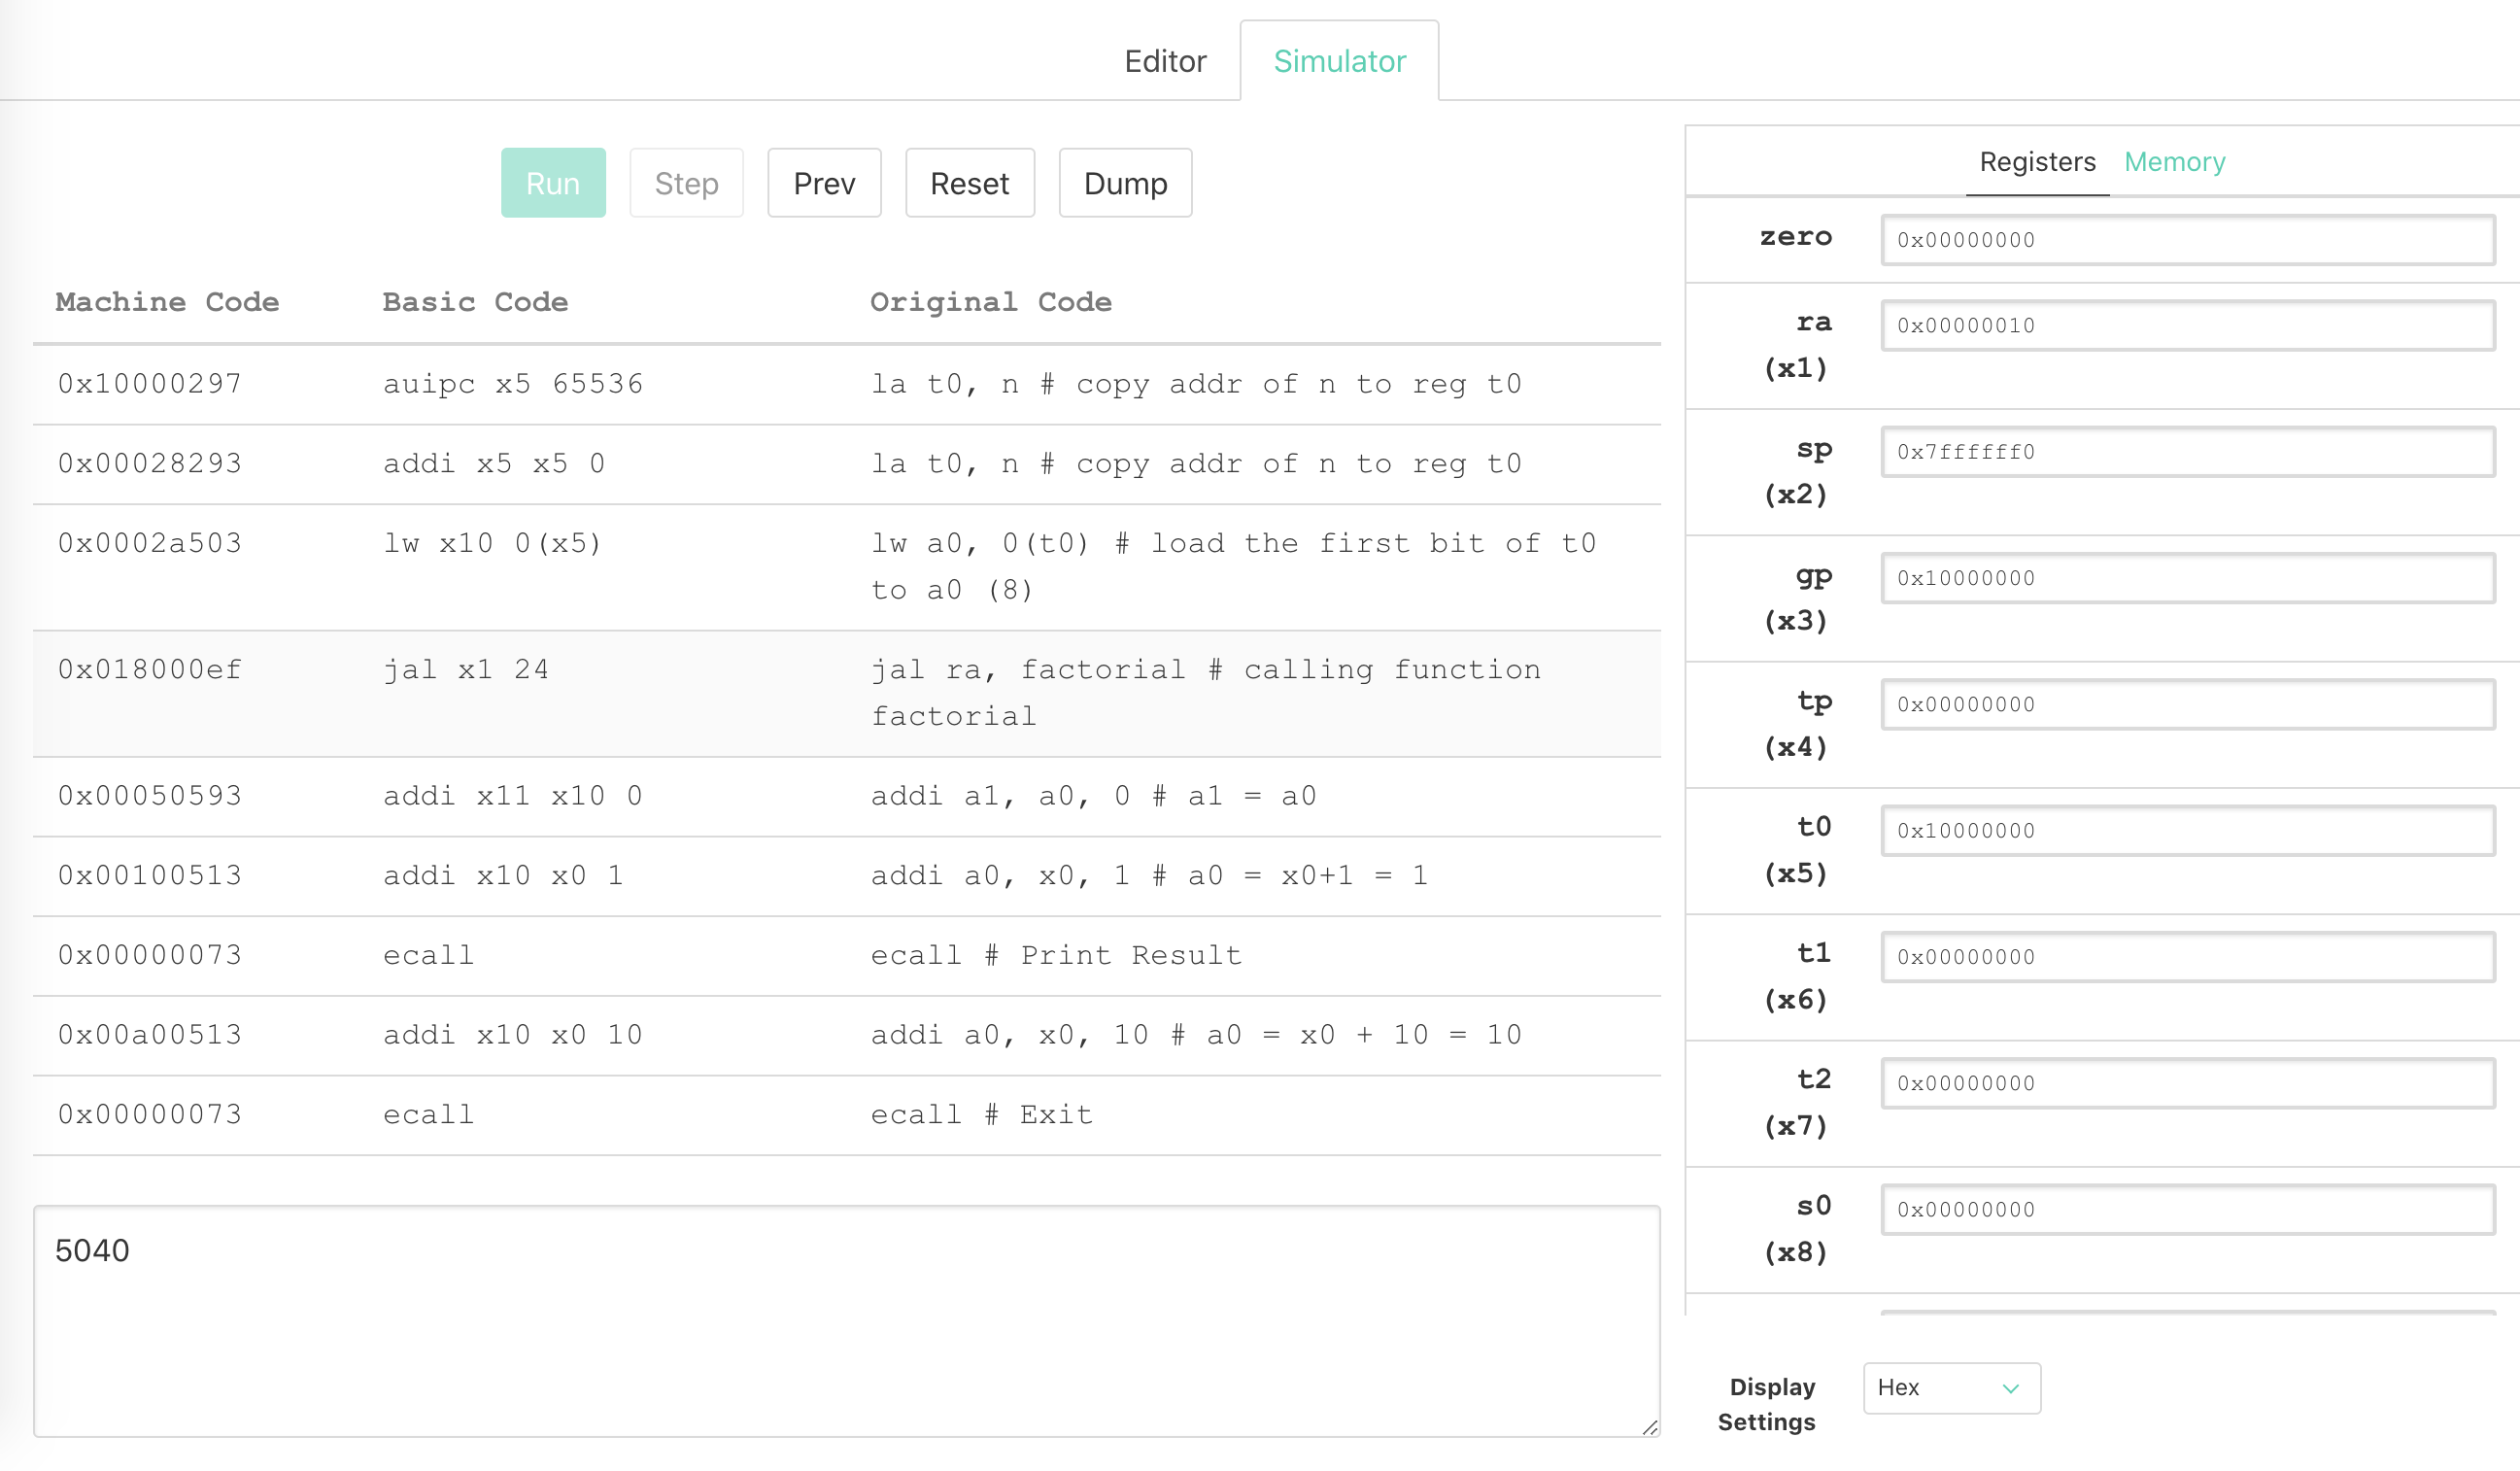 Editor Simulator
Run Step Prev Reset Dump
Machine Code Basic Code Original Code
0x10000297 auipc x5 65536 la t0, n # copy addr of n to reg t0
0x00028293 addi x5 x5 0 la t0, n # copy addr of n to reg t0
0x0002a503 lw x10 0(x5) lw a0, 0(t0) # load the first bit of t0
to a0 (8)
0x018000ef jal x1 24 jal ra, factorial # calling function
factorial
0x00050593 addi x11 x10 0 addi a1, a0, 0 # a1 = a0
0x00100513 addi x10 x0 1 addi a0, x0, 1 # a0 = x0+1 = 1
0x00000073 ecall ecall # Print Result
0x00a00513 addi x10 x0 10 addi a0, x0, 10 # a0 = x0 + 10 = 10
0x00000073 ecall ecall # Exit
5040
Registers Memory
zero 0x00000000
ra 0x00000010
(x1)
sp 0x7ffffff0
(x2)
gp 0x10000000
(x3)
tp 0x00000000
(x4)
t0 0x10000000
(x5)
t1 0x00000000
(x6)
t2 0x00000000
(x7)
s0 0x00000000
(x8)
Display Hex
Settings